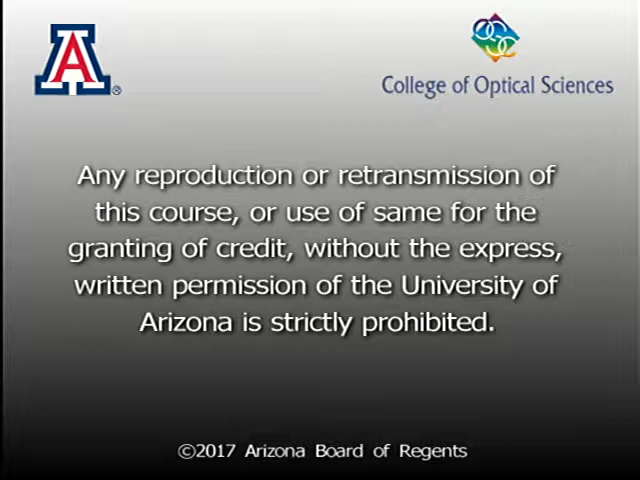 A®
College of Optical Sciences
Any reproduction or retransmission of
this course, or use of same for the
granting of credit, without the express,
written permission of the University of
Arizona is strictly prohibited.
©2017 Arizona Board of Regents